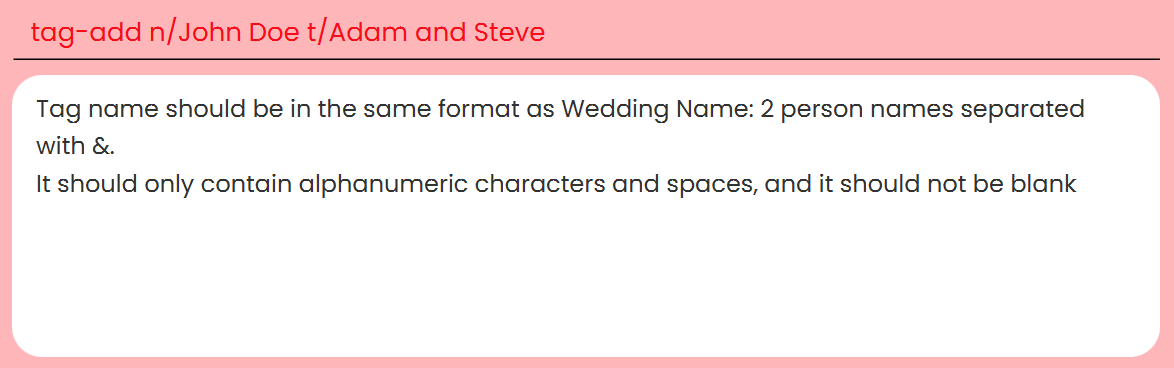 tag-add n/John Doe t/Adam and Steve
Tag name should be in the same format as Wedding Name: 2 person names separated
with &.
It should only contain alphanumeric characters and spaces, and it should not be blank